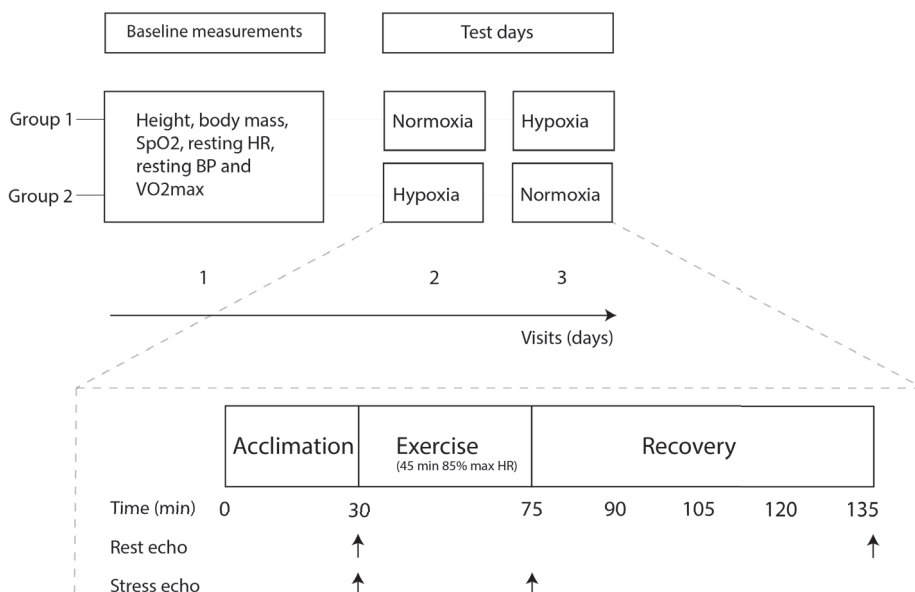 Baseline measurements
Test days
Group 1
Height, body mass,
SpO2, resting HR,
resting BP and
VO2max
Normoxia
Hypoxia
Group 2
Hypoxia
Normoxia
1
2
3
Visits (days)
Acclimation
Exercise
(45 min 85% max HR)
Recovery
Time (min) 0 30 75 90 105 120 135
Rest echo
Stress echo